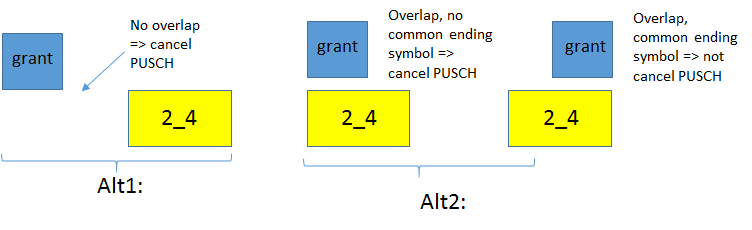 grant
No overlap
=> cancel
PUSCH
2_4
Alt1:
grant
Overlap, no
common ending
symbol =>
cancel PUSCH
2_4
grant
Overlap,
common ending
symbol => not
cancel PUSCH
2_4
Alt2: